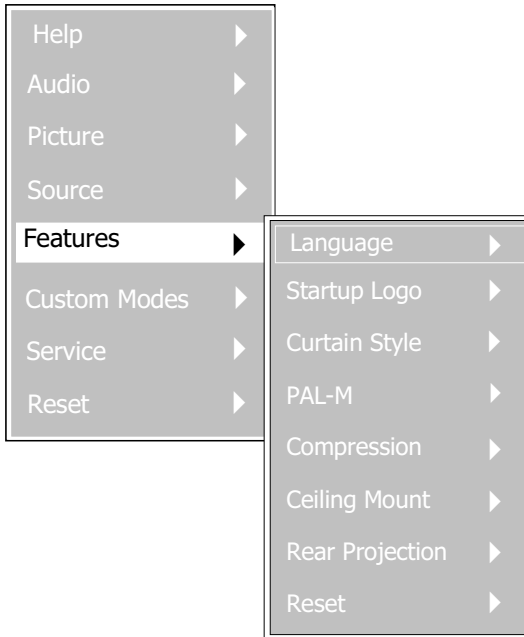 Help
Audio
Picture
Source
Features
Custom Modes
Service
Reset
Language
Startup Logo
Curtain Style
PAL-M
Compression
Ceiling Mount
Rear Projection
Reset